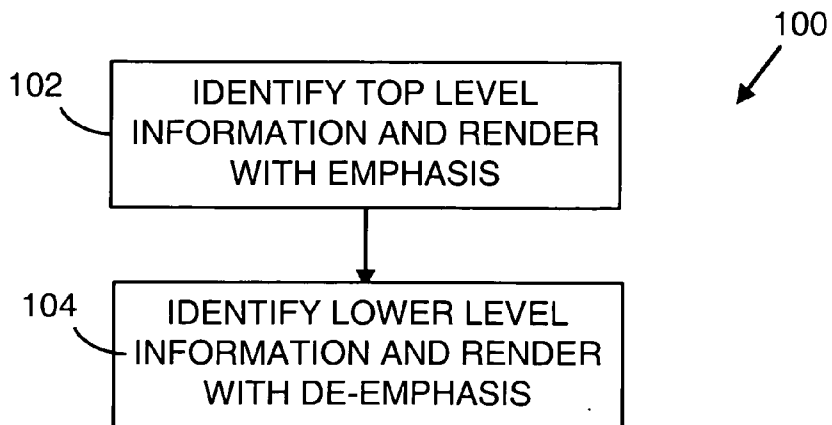 100
102
IDENTIFY TOP LEVEL
INFORMATION AND RENDER
WITH EMPHASIS
104
IDENTIFY LOWER LEVEL
INFORMATION AND RENDER
WITH DE-EMPHASIS